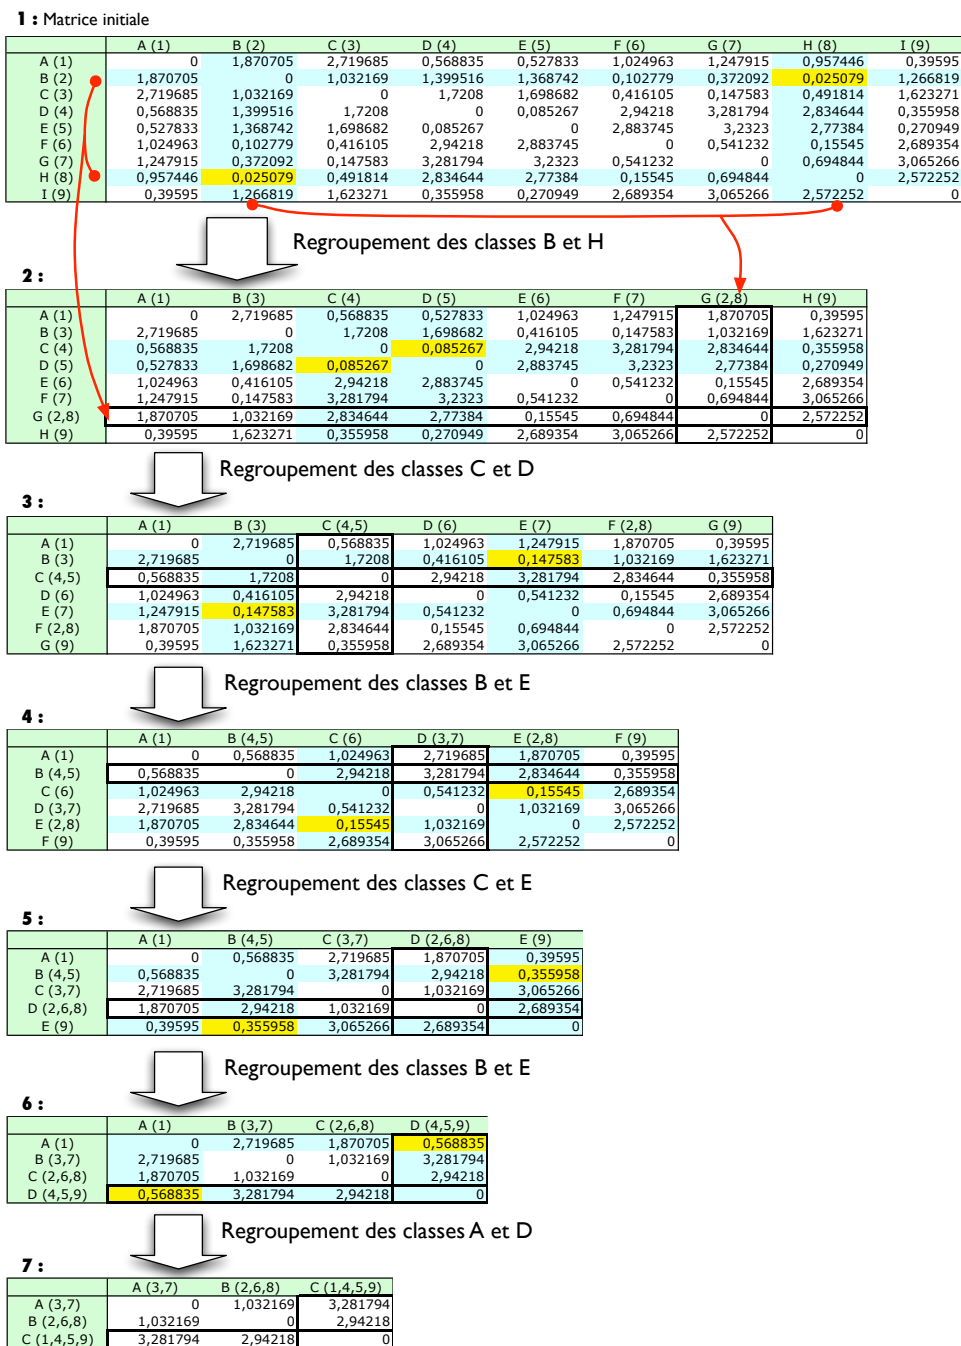 1 : Matrice initiale
A (1) B (2) C (3) D (4) E (5) F (6) G (7) H (8) I (9)
A (1) 0 1,870705 2,719685 0,568835 0,527833 1,024963 1,247915 0,957446 0,39595
B (2) 1,870705 0 1,032169 1,399516 1,368742 0,102779 0,372092 0,025079 1,266819
C (3) 2,719685 1,032169 0 1,7208 1,698682 0,416105 0,147583 0,491814 1,623271
D (4) 0,568835 1,399516 1,7208 0 0,085267 2,94218 3,281794 2,834644 0,355958
E (5) 0,527833 1,368742 1,698682 0,085267 0 2,883745 3,2323 2,77384 0,270949
F (6) 1,024963 0,102779 0,416105 2,94218 2,883745 0 0,541232 0,15545 2,689354
G (7) 1,247915 0,372092 0,147583 3,281794 3,2323 0,541232 0 0,694844 3,065266
H (8) 0,957446 0,025079 0,491814 2,834644 2,77384 0,15545 0,694844 0 2,572252
I (9) 0,39595 1,266819 1,623271 0,355958 0,270949 2,689354 3,065266 2,572252 0
Regroupement des classes B et H
2 :
A (1) B (3) C (4) D (5) E (6) F (7) G (2,8) H (9)
A (1) 0 2,719685 0,568835 0,527833 1,024963 1,247915 1,870705 0,39595
B (3) 2,719685 0 1,7208 1,698682 0,416105 0,147583 1,032169 1,623271
C (4) 0,568835 1,7208 0 0,085267 2,94218 3,281794 2,834644 0,355958
D (5) 0,527833 1,698682 0,085267 0 2,883745 3,2323 2,77384 0,270949
E (6) 1,024963 0,416105 2,94218 2,883745 0 0,541232 0,15545 2,689354
F (7) 1,247915 0,147583 3,281794 3,2323 0,541232 0 0,694844 3,065266
G (2,8) 1,870705 1,032169 2,834644 2,77384 0,15545 0,694844 0 2,572252
H (9) 0,39595 1,623271 0,355958 0,270949 2,689354 3,065266 2,572252 0
Regroupement des classes C et D
3 :
A (1) B (3) C (4,5) D (6) E (7) F (2,8) G (9)
A (1) 0 2,719685 0,568835 1,024963 1,247915 1,870705 0,39595
B (3) 2,719685 0 1,7208 0,416105 0,147583 1,032169 1,623271
C (4,5) 0,568835 1,7208 0 2,94218 3,281794 2,834644 0,355958
D (6) 1,024963 0,416105 2,94218 0 0,541232 0,15545 2,689354
E (7) 1,247915 0,147583 3,281794 0,541232 0 0,694844 3,065266
F (2,8) 1,870705 1,032169 2,834644 0,15545 0,694844 0 2,572252
G (9) 0,39595 1,623271 0,355958 2,689354 3,065266 2,572252 0
Regroupement des classes B et E
4 :
A (1) B (4,5) C (6) D (3,7) E (2,8) F (9)
A (1) 0 0,568835 1,024963 2,719685 1,870705 0,39595
B (4,5) 0,568835 0 2,94218 3,281794 2,834644 0,355958
C (6) 1,024963 2,94218 0 0,541232 0,15545 2,689354
D (3,7) 2,719685 3,281794 0,541232 0 1,032169 3,065266
E (2,8) 1,870705 2,834644 0,15545 1,032169 0 2,572252
F (9) 0,39595 0,355958 2,689354 3,065266 2,572252 0
Regroupement des classes C et E
5 :
A (1) B (4,5) C (3,7) D (2,6,8) E (9)
A (1) 0 0,568835 2,719685 1,870705 0,39595
B (4,5) 0,568835 0 3,281794 2,94218 0,355958
C (3,7) 2,719685 3,281794 0 1,032169 3,065266
D (2,6,8) 1,870705 2,94218 1,032169 0 2,689354
E (9) 0,39595 0,355958 3,065266 2,689354 0
Regroupement des classes B et E
6 :
A (1) B (3,7) C (2,6,8) D (4,5,9)
A (1) 0 2,719685 1,870705 0,568835
B (3,7) 2,719685 0 1,032169 3,281794
C (2,6,8) 1,870705 1,032169 0 2,94218
D (4,5,9) 0,568835 3,281794 2,94218 0
Regroupement des classes A et D
7 :
A (3,7) B (2,6,8) C (1,4,5,9)
A (3,7) 0 1,032169 3,281794
B (2,6,8) 1,032169 0 2,94218
C (1,4,5,9) 3,281794 2,94218 0